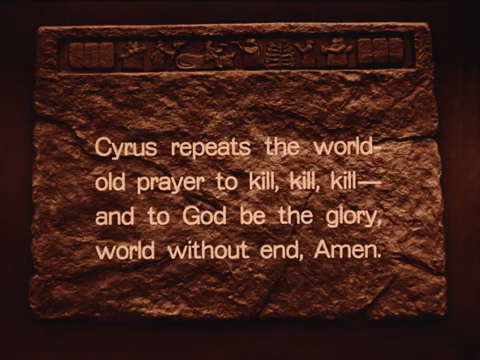 Cyrus repeats the world-
old prayer to kill, kill, kill—
and to God be the glory,
world without end, Amen.